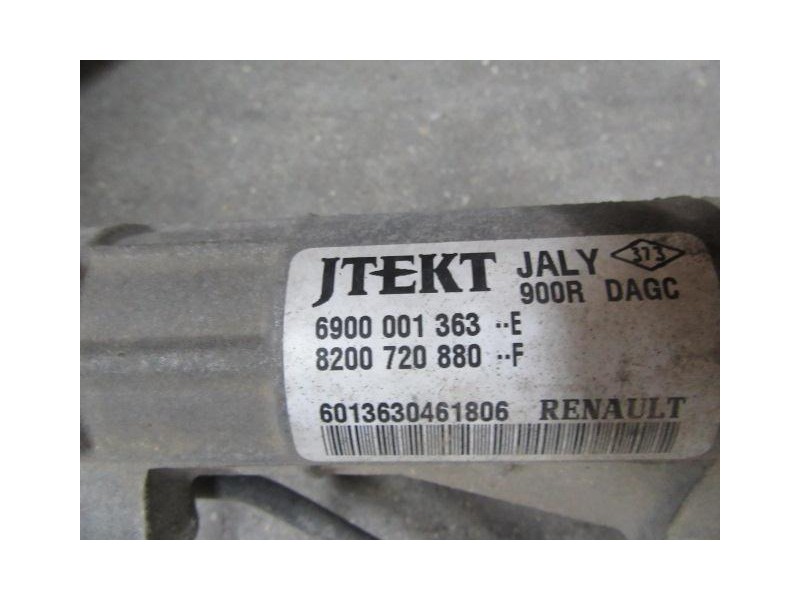 JTEKT JALY 373
900R DAGC
6900 001 363 --E
8200 720 880 --F
6013630461806 RENAULT